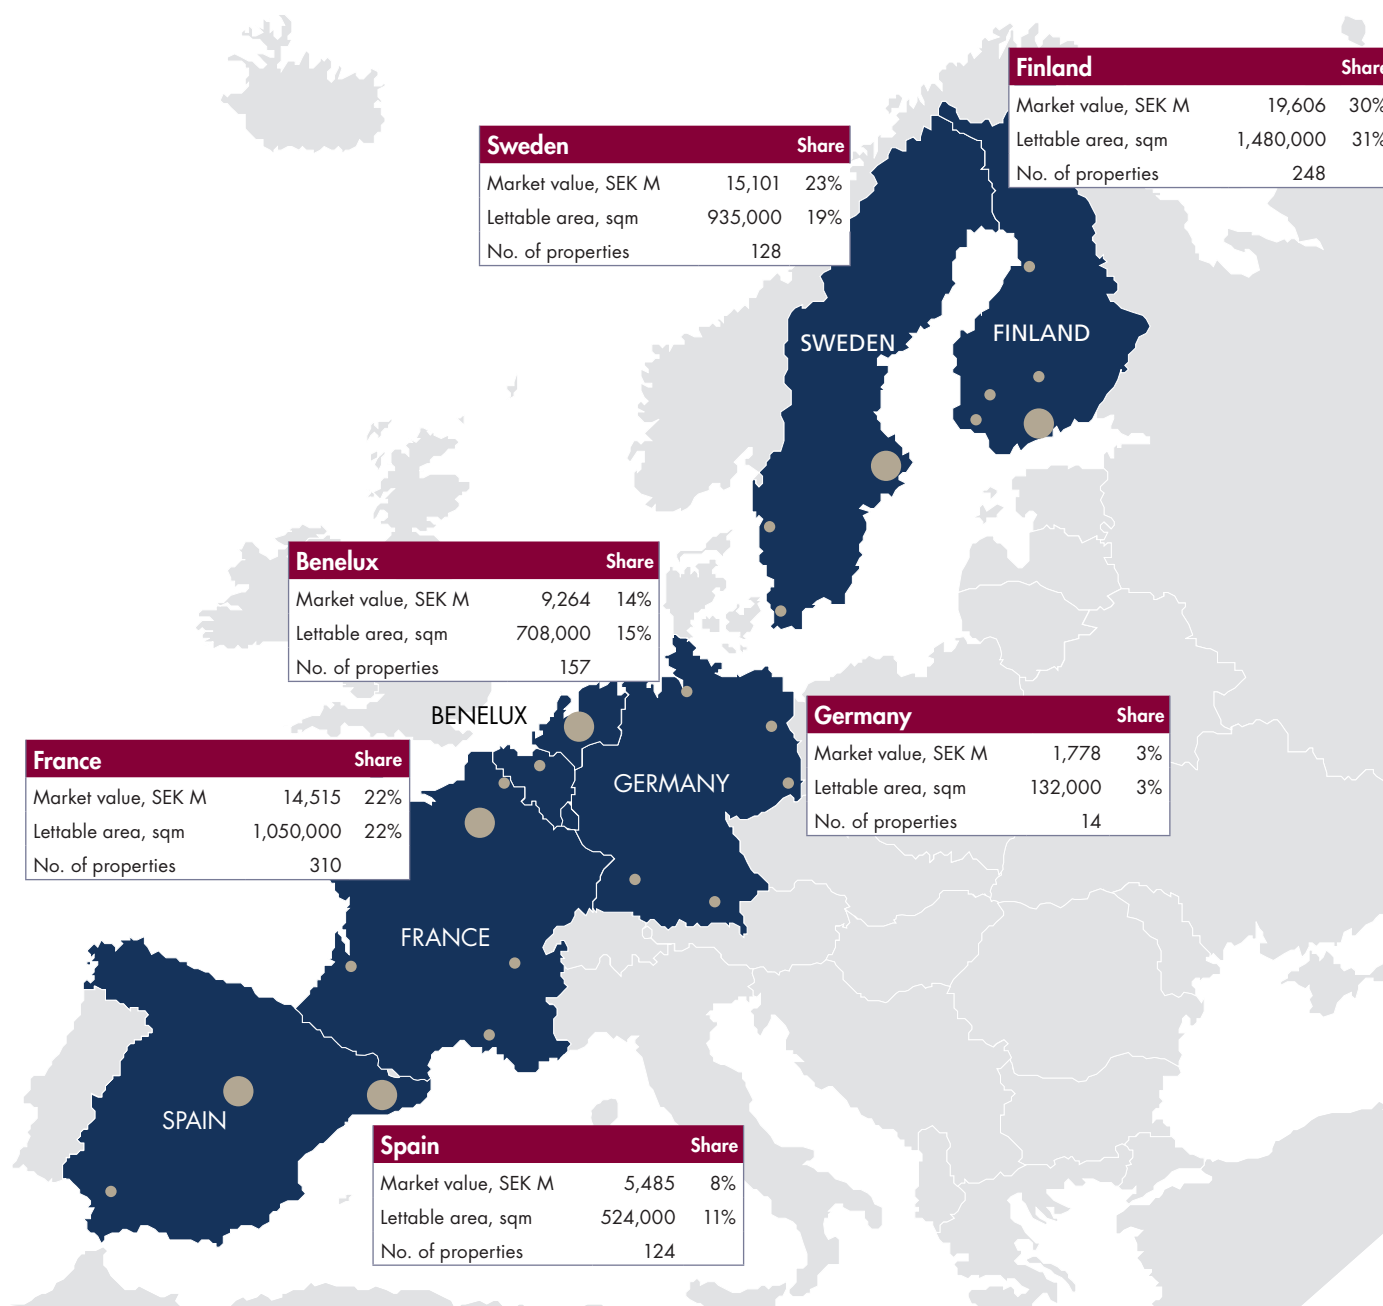 Finland Share
Market value, SEK M 19,606 30%
Lettable area, sqm 1,480,000 31%
No. of properties 248
Sweden Share
Market value, SEK M 15,101 23%
Lettable area, sqm 935,000 19%
No. of properties 128
SWEDEN
FINLAND
Benelux Share
Market value, SEK M 9,264 14%
Lettable area, sqm 708,000 15%
No. of properties 157
BENELUX
Germany Share
Market value, SEK M 1,778 3%
Lettable area, sqm 132,000 3%
No. of properties 14
France Share
Market value, SEK M 14,515 22%
Lettable area, sqm 1,050,000 22%
No. of properties 310
GERMANY
FRANCE
SPAIN
Spain Share
Market value, SEK M 5,485 8%
Lettable area, sqm 524,000 11%
No. of properties 124